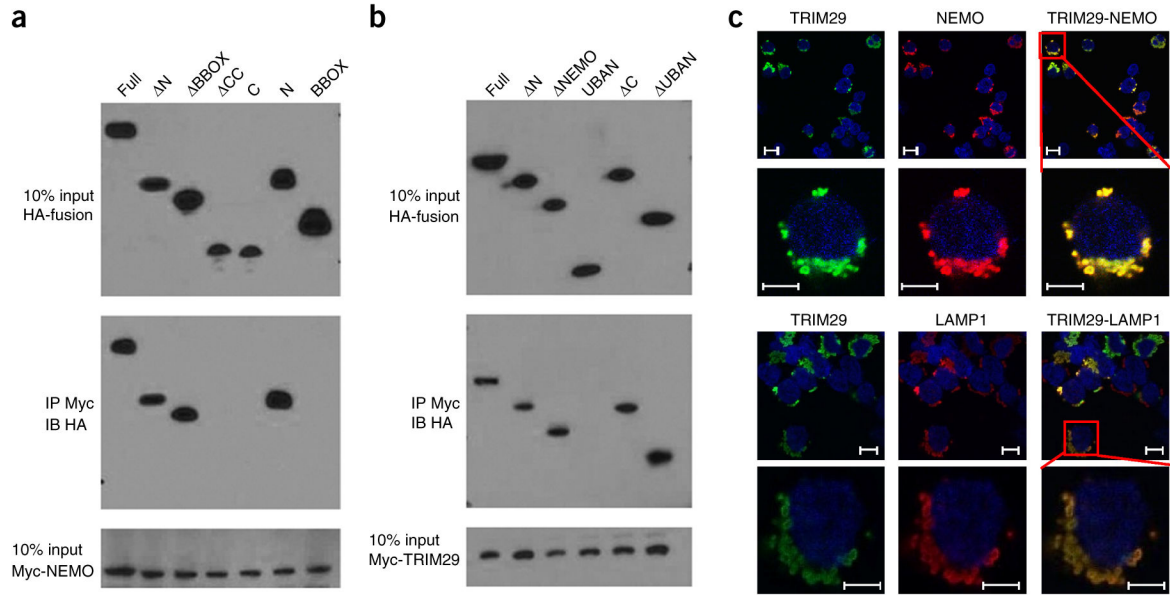 a
Full ΔN ΔBBOX ΔCC C N BBOX
10% input
HA-fusion
IP Myc
IB HA
10% input
Myc-NEMO
b
Full ΔN ΔNEMO UBAN ΔC ΔUBAN
10% input
HA-fusion
IP Myc
IB HA
10% input
Myc-TRIM29
c
TRIM29 NEMO TRIM29-NEMO
TRIM29 LAMP1 TRIM29-LAMP1